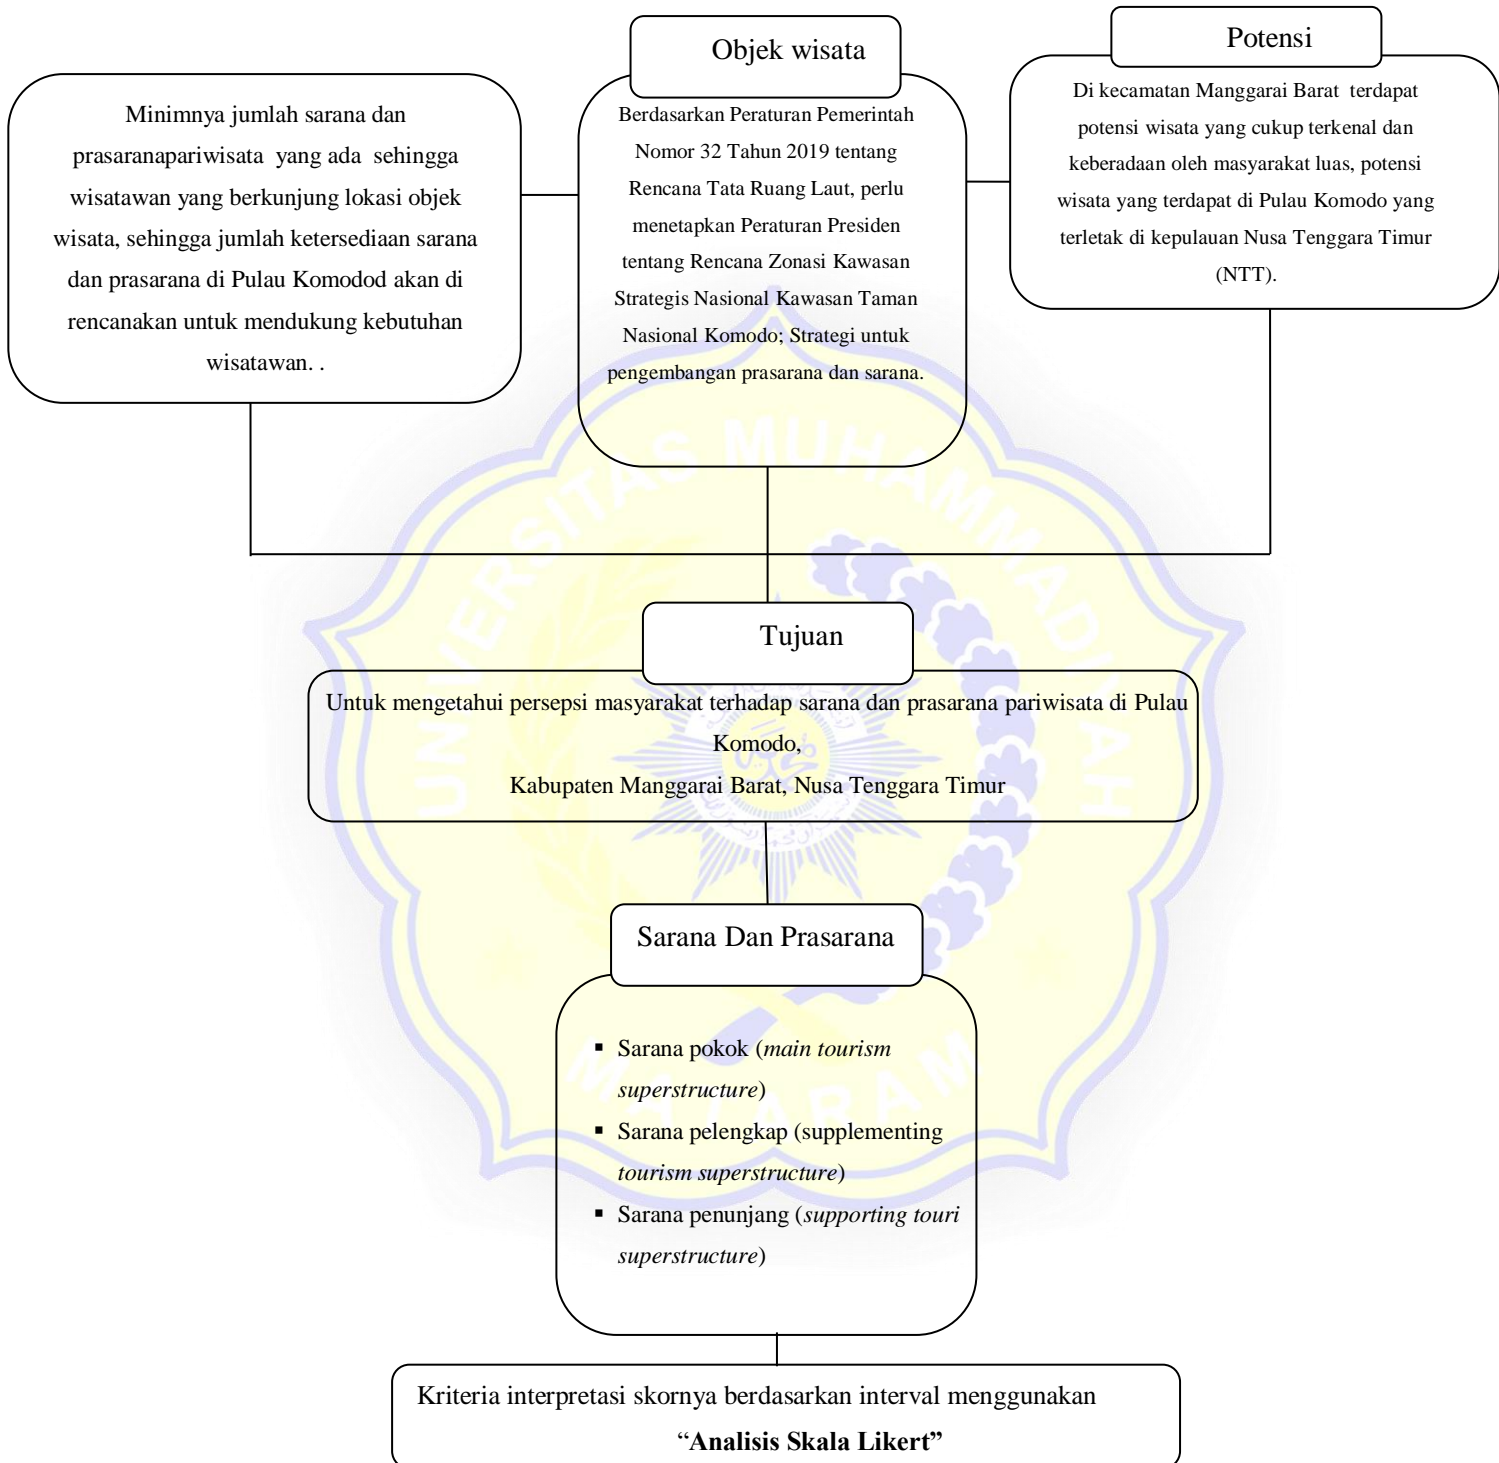 Minimnya jumlah sarana dan
prasaranapariwisata yang ada sehingga
wisatawan yang berkunjung lokasi objek
wisata, sehingga jumlah ketersediaan sarana
dan prasarana di Pulau Komodod akan di
rencanakan untuk mendukung kebutuhan
wisatawan. .
Objek wisata
Berdasarkan Peraturan Pemerintah
Nomor 32 Tahun 2019 tentang
Rencana Tata Ruang Laut, perlu
menetapkan Peraturan Presiden
tentang Rencana Zonasi Kawasan
Strategis Nasional Kawasan Taman
Nasional Komodo; Strategi untuk
pengembangan prasarana dan sarana.
Potensi
Di kecamatan Manggarai Barat terdapat
potensi wisata yang cukup terkenal dan
keberadaan oleh masyarakat luas, potensi
wisata yang terdapat di Pulau Komodo yang
terletak di kepulauan Nusa Tenggara Timur
(NTT).
Tujuan
Untuk mengetahui persepsi masyarakat terhadap sarana dan prasarana pariwisata di Pulau
Komodo,
Kabupaten Manggarai Barat, Nusa Tenggara Timur
Sarana Dan Prasarana
▪ Sarana pokok (main tourism
superstructure)
▪ Sarana pelengkap (supplementing
tourism superstructure)
▪ Sarana penunjang (supporting touri
superstructure)
Kriteria interpretasi skornya berdasarkan interval menggunakan
“Analisis Skala Likert”
UNIVERSITAS MUHAMMADIYAH
MATARAM